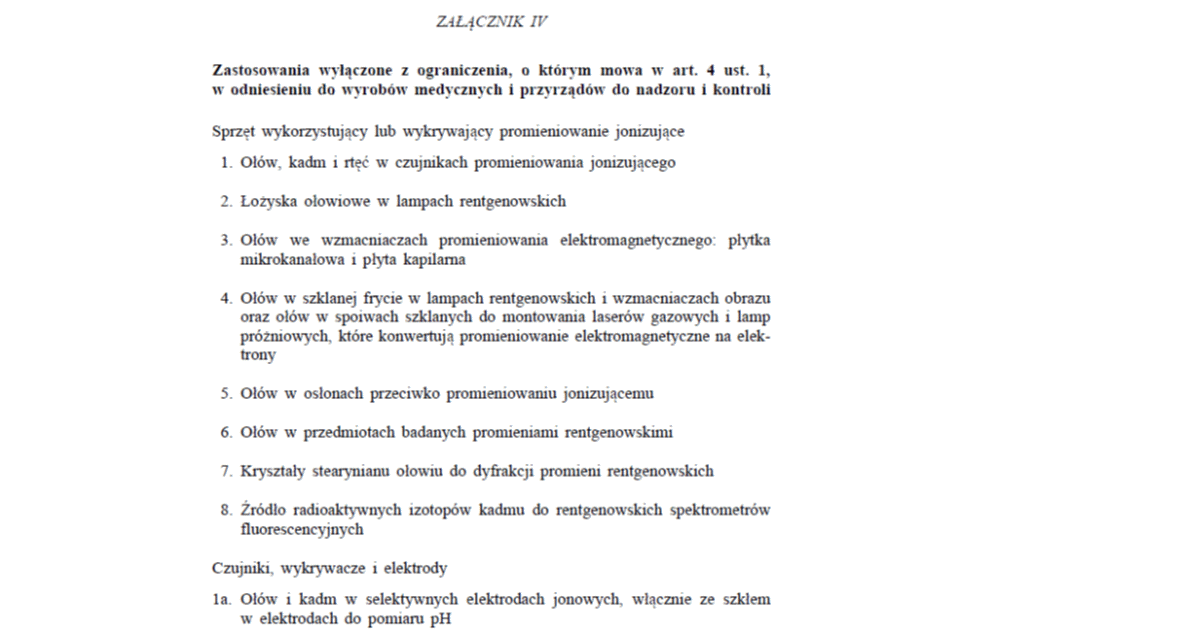 ZAŁĄCZNIK IV
Zastosowania wyłączone z ograniczenia, o którym mowa w art. 4 ust. 1,
w odniesieniu do wyrobów medycznych i przyrządów do nadzoru i kontroli
Sprzęt wykorzystujący lub wykrywający promieniowanie jonizujące
1. Ołów, kadm i rtęć w czujnikach promieniowania jonizującego
2. Łożyska ołowiowe w lampach rentgenowskich
3. Ołów we wzmacniaczach promieniowania elektromagnetycznego: płytka
mikrokanałowa i płyta kapilarna
4. Ołów w szklanej frycie w lampach rentgenowskich i wzmacniaczach obrazu
oraz ołów w spoiwach szklanych do montowania laserów gazowych i lamp
próżniowych, które konwertują promieniowanie elektromagnetyczne na elek-
trony
5. Ołów w osłonach przeciwko promieniowaniu jonizującemu
6. Ołów w przedmiotach badanych promieniami rentgenowskimi
7. Kryształy stearynianu ołowiu do dyfrakcji promieni rentgenowskich
8. Źródło radioaktywnych izotopów kadmu do rentgenowskich spektrometrów
fluorescencyjnych
Czujniki, wykrywacze i elektrody
1a. Ołów i kadm w selektywnych elektrodach jonowych, włącznie ze szkłem
w elektrodach do pomiaru pH